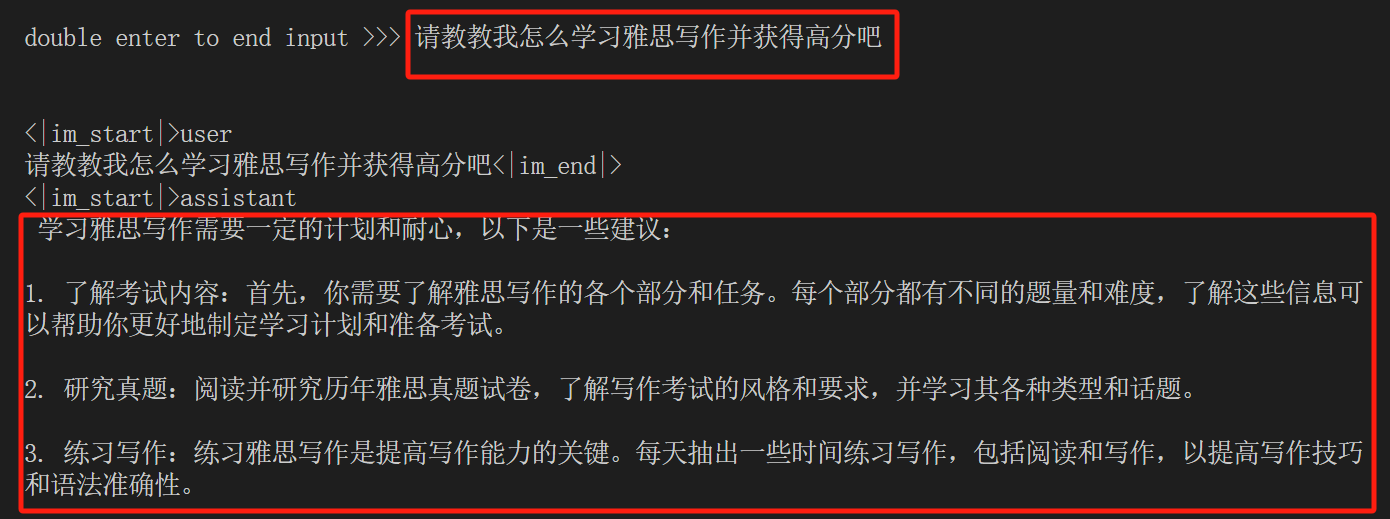 double enter to end input >>> 请教教我怎么学习雅思写作并获得高分吧
<|im_start|>user
请教教我怎么学习雅思写作并获得高分吧<|im_end|>
<|im_start|>assistant
学习雅思写作需要一定的计划和耐心，以下是一些建议：
1. 了解考试内容：首先，你需要了解雅思写作的各个部分和任务。每个部分都有不同的题量和难度，了解这些信息可
以帮助你更好地制定学习计划和准备考试。
2. 研究真题：阅读并研究历年雅思真题试卷，了解写作考试的风格和要求，并学习其各种类型和话题。
3. 练习写作：练习雅思写作是提高写作能力的关键。每天抽出一些时间练习写作，包括阅读和写作，以提高写作技巧
和语法准确性。